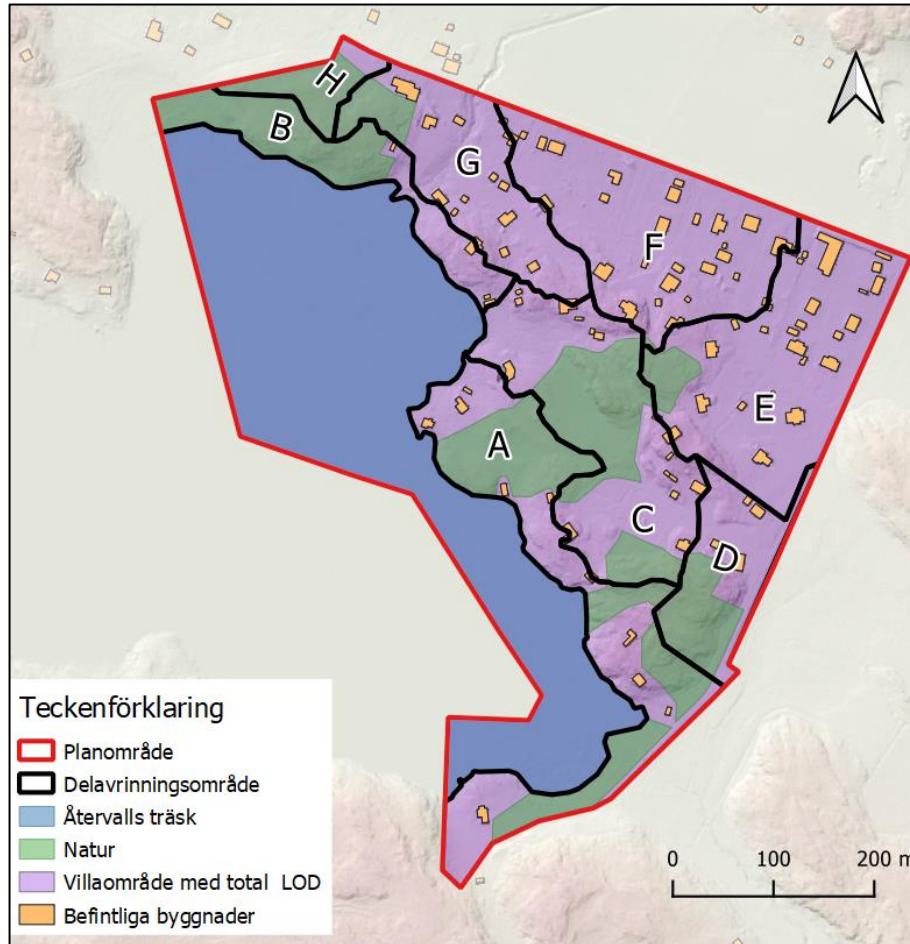 H
B
G
F
E
A
C
D
Teckenförklaring
Planområde
Delavrinningsområde
Återvalls träsk
Natur
Villaområde med total LOD
Befintliga byggnader
0 100 200 m